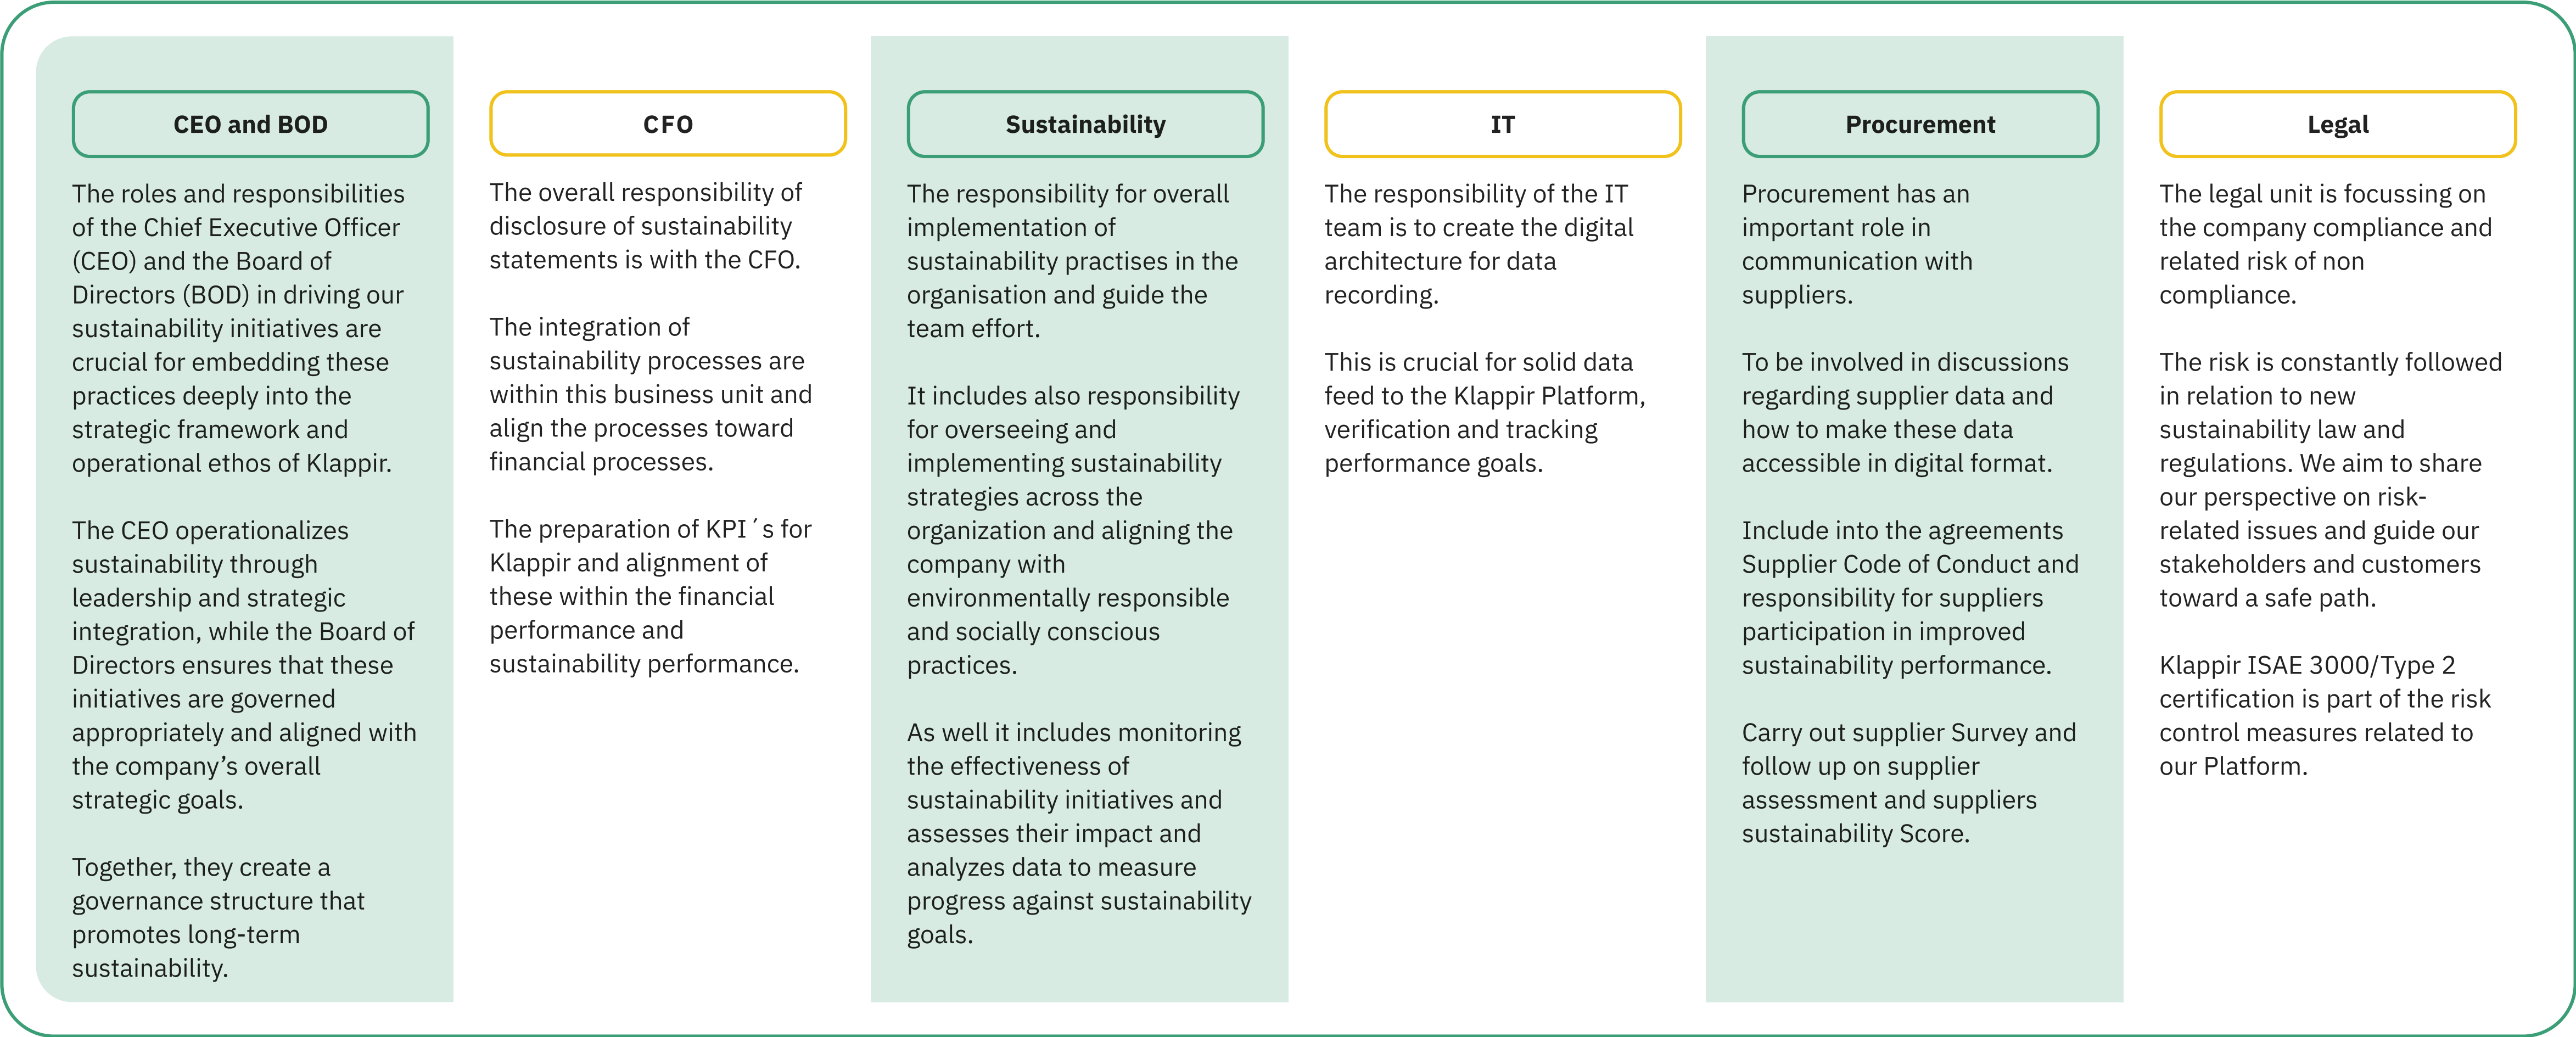 CEO and BOD
The roles and responsibilities
of the Chief Executive Officer
(CEO) and the Board of
Directors (BOD) in driving our
sustainability initiatives are
crucial for embedding these
practices deeply into the
strategic framework and
operational ethos of Klappir.
The CEO operationalizes
sustainability through
leadership and strategic
integration, while the Board of
Directors ensures that these
initiatives are governed
appropriately and aligned with
the company’s overall
strategic goals.
Together, they create a
governance structure that
promotes long-term
sustainability.
CFO
The overall responsibility of
disclosure of sustainability
statements is with the CFO.
The integration of
sustainability processes are
within this business unit and
align the processes toward
financial processes.
The preparation of KPI ´s for
Klappir and alignment of
these within the financial
performance and
sustainability performance.
Sustainability
The responsibility for overall
implementation of
sustainability practises in the
organisation and guide the
team effort.
It includes also responsibility
for overseeing and
implementing sustainability
strategies across the
organization and aligning the
company with
environmentally responsible
and socially conscious
practices.
As well it includes monitoring
the effectiveness of
sustainability initiatives and
assesses their impact and
analyzes data to measure
progress against sustainability
goals.
IT
The responsibility of the IT
team is to create the digital
architecture for data
recording.
This is crucial for solid data
feed to the Klappir Platform,
verification and tracking
performance goals.
Procurement
Procurement has an
important role in
communication with
suppliers.
To be involved in discussions
regarding supplier data and
how to make these data
accessible in digital format.
Include into the agreements
Supplier Code of Conduct and
responsibility for suppliers
participation in improved
sustainability performance.
Carry out supplier Survey and
follow up on supplier
assessment and suppliers
sustainability Score.
Legal
The legal unit is focussing on
the company compliance and
related risk of non
compliance.
The risk is constantly followed
in relation to new
sustainability law and
regulations. We aim to share
our perspective on risk-
related issues and guide our
stakeholders and customers
toward a safe path.
Klappir ISAE 3000/Type 2
certification is part of the risk
control measures related to
our Platform.